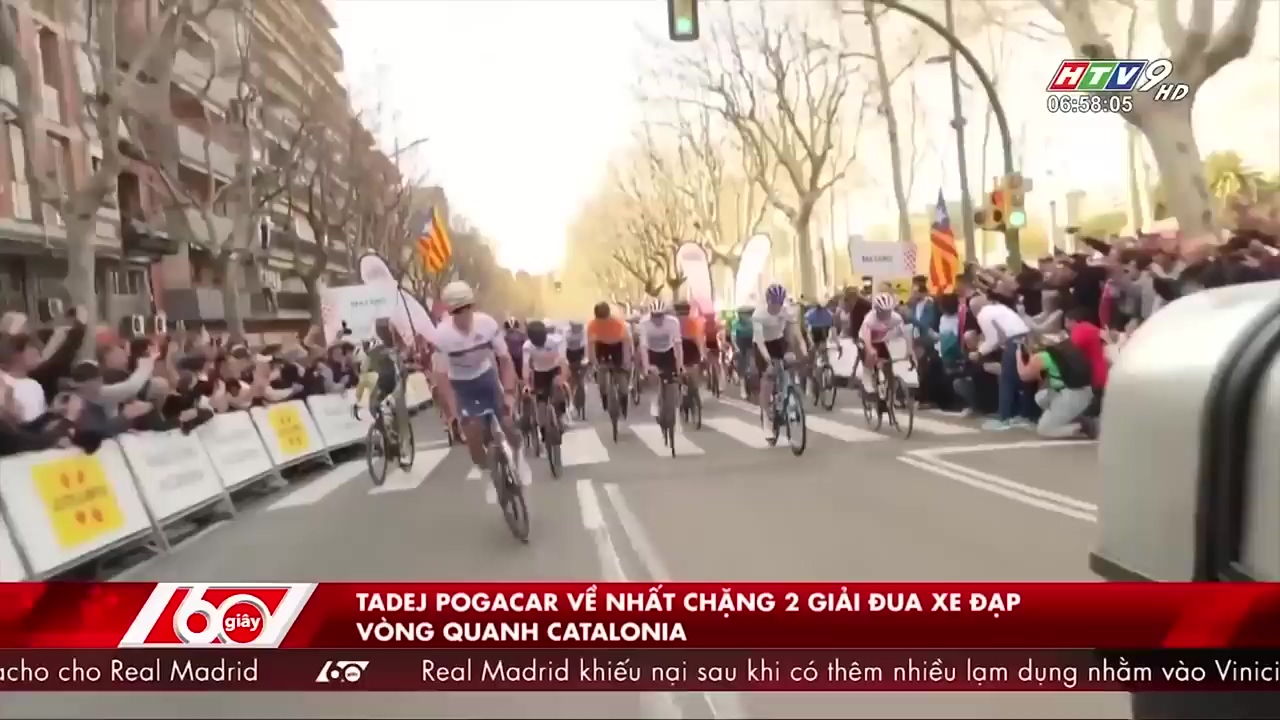 HTV9 HD
06:58:05
60 giây
TADEJ POGACAR VỀ NHẤT CHẶNG 2 GIẢI ĐUA XE ĐẠP
VÒNG QUANH CATALONIA
acho cho Real Madrid 60 giây Real Madrid khiếu nại sau khi có thêm nhiều lạm dụng nhằm vào Vinici